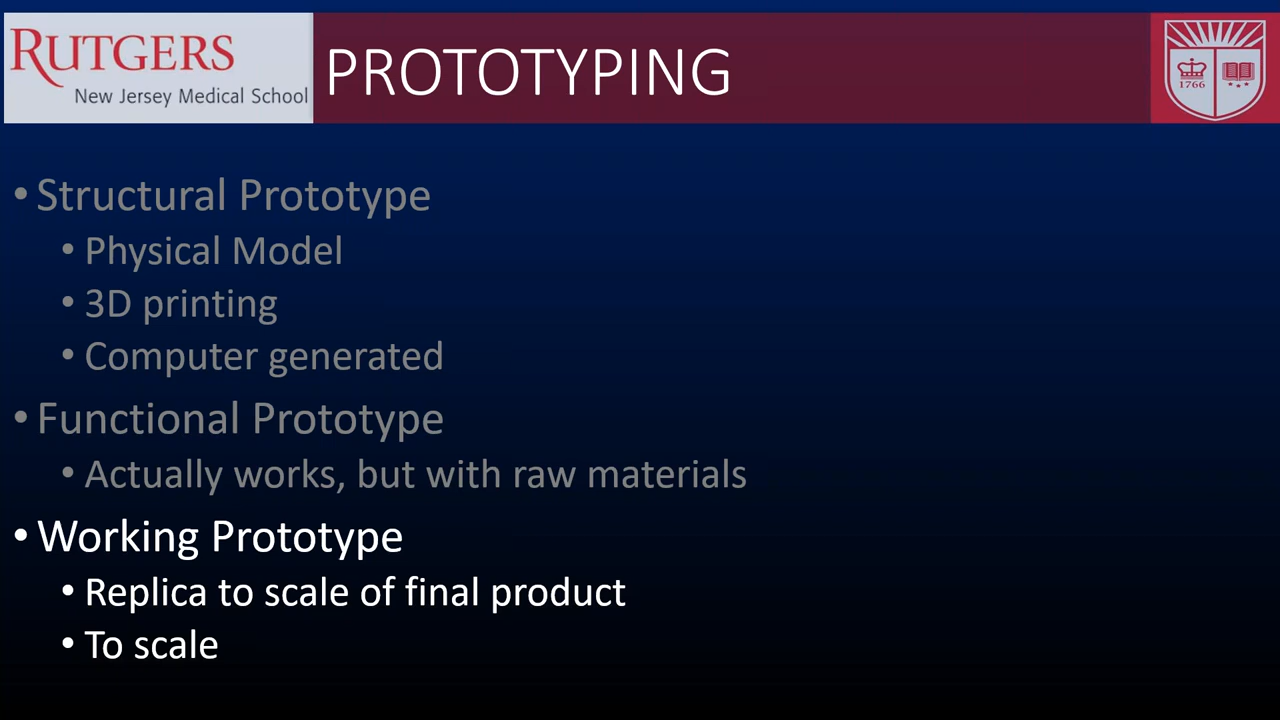 RUTGERS
New Jersey Medical School
PROTOTYPING
1766
• Structural Prototype
• Physical Model
• 3D printing
• Computer generated
• Functional Prototype
• Actually works, but with raw materials
• Working Prototype
• Replica to scale of final product
• To scale